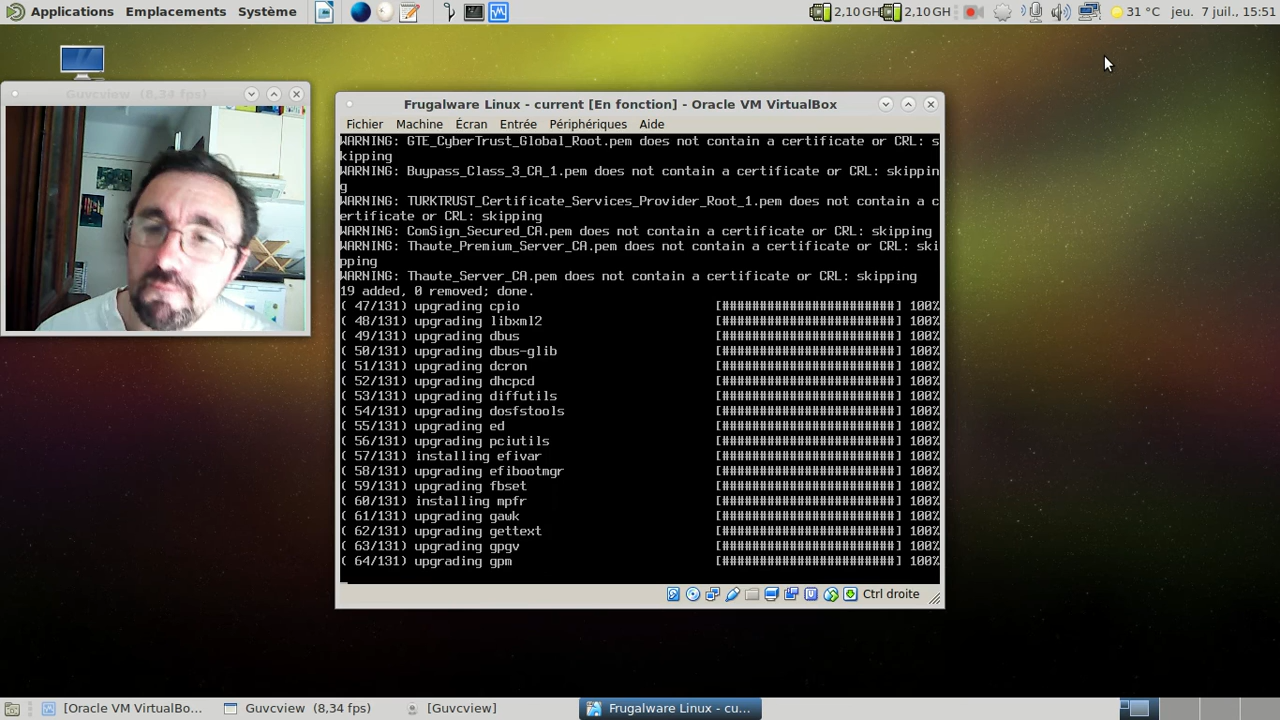 Applications Emplacements Système 2,10 GH 2,10 GH 31 °C jeu. 7 juil., 15:51
Guvcview (8,34 fps)
Frugalware Linux - current [En fonction] - Oracle VM VirtualBox
Fichier Machine Écran Entrée Périphériques Aide
WARNING: GTE_CyberTrust_Global_Root.pem does not contain a certificate or CRL: s
kipping
WARNING: Buypass_Class_3_CA_1.pem does not contain a certificate or CRL: skippin
g
WARNING: TURKTRUST_Certificate_Services_Provider_Root_1.pem does not contain a c
ertificate or CRL: skipping
WARNING: ComSign_Secured_CA.pem does not contain a certificate or CRL: skipping
WARNING: Thawte_Premium_Server_CA.pem does not contain a certificate or CRL: ski
pping
WARNING: Thawte_Server_CA.pem does not contain a certificate or CRL: skipping
19 added, 0 removed; done.
( 47/131) upgrading cpio [#######################] 100%
( 48/131) upgrading libxml2 [#######################] 100%
( 49/131) upgrading dbus [#######################] 100%
( 50/131) upgrading dbus-glib [#######################] 100%
( 51/131) upgrading dcron [#######################] 100%
( 52/131) upgrading dhcpcd [#######################] 100%
( 53/131) upgrading diffutils [#######################] 100%
( 54/131) upgrading dosfstools [#######################] 100%
( 55/131) upgrading ed [#######################] 100%
( 56/131) upgrading pciutils [#######################] 100%
( 57/131) installing efivar [#######################] 100%
( 58/131) upgrading efibootmgr [#######################] 100%
( 59/131) upgrading fbset [#######################] 100%
( 60/131) installing mpfr [#######################] 100%
( 61/131) upgrading gawk [#######################] 100%
( 62/131) upgrading gettext [#######################] 100%
( 63/131) upgrading gpgv [#######################] 100%
( 64/131) upgrading gpm [#######################] 100%
Ctrl droite
[Oracle VM VirtualBo... Guvcview (8,34 fps) [Guvcview] Frugalware Linux - cu...